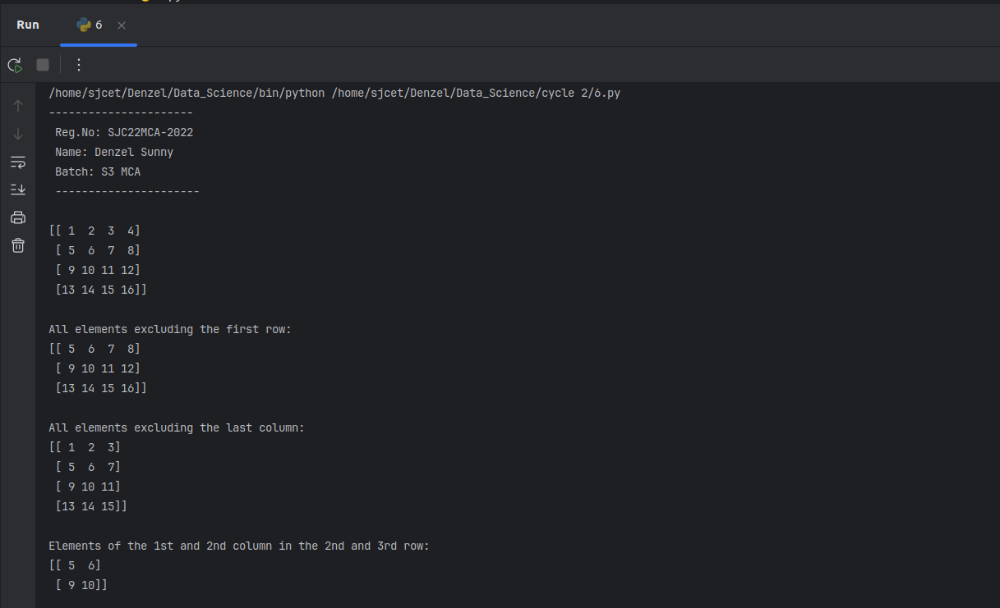 Run 6
/home/sjcet/Denzel/Data_Science/bin/python /home/sjcet/Denzel/Data_Science/cycle 2/6.py
----------------------
Reg.No: SJC22MCA-2022
Name: Denzel Sunny
Batch: S3 MCA
----------------------
[[ 1  2  3  4]
 [ 5  6  7  8]
 [ 9 10 11 12]
 [13 14 15 16]]
All elements excluding the first row:
[[ 5  6  7  8]
 [ 9 10 11 12]
 [13 14 15 16]]
All elements excluding the last column:
[[ 1  2  3]
 [ 5  6  7]
 [ 9 10 11]
 [13 14 15]]
Elements of the 1st and 2nd column in the 2nd and 3rd row:
[[ 5  6]
 [ 9 10]]